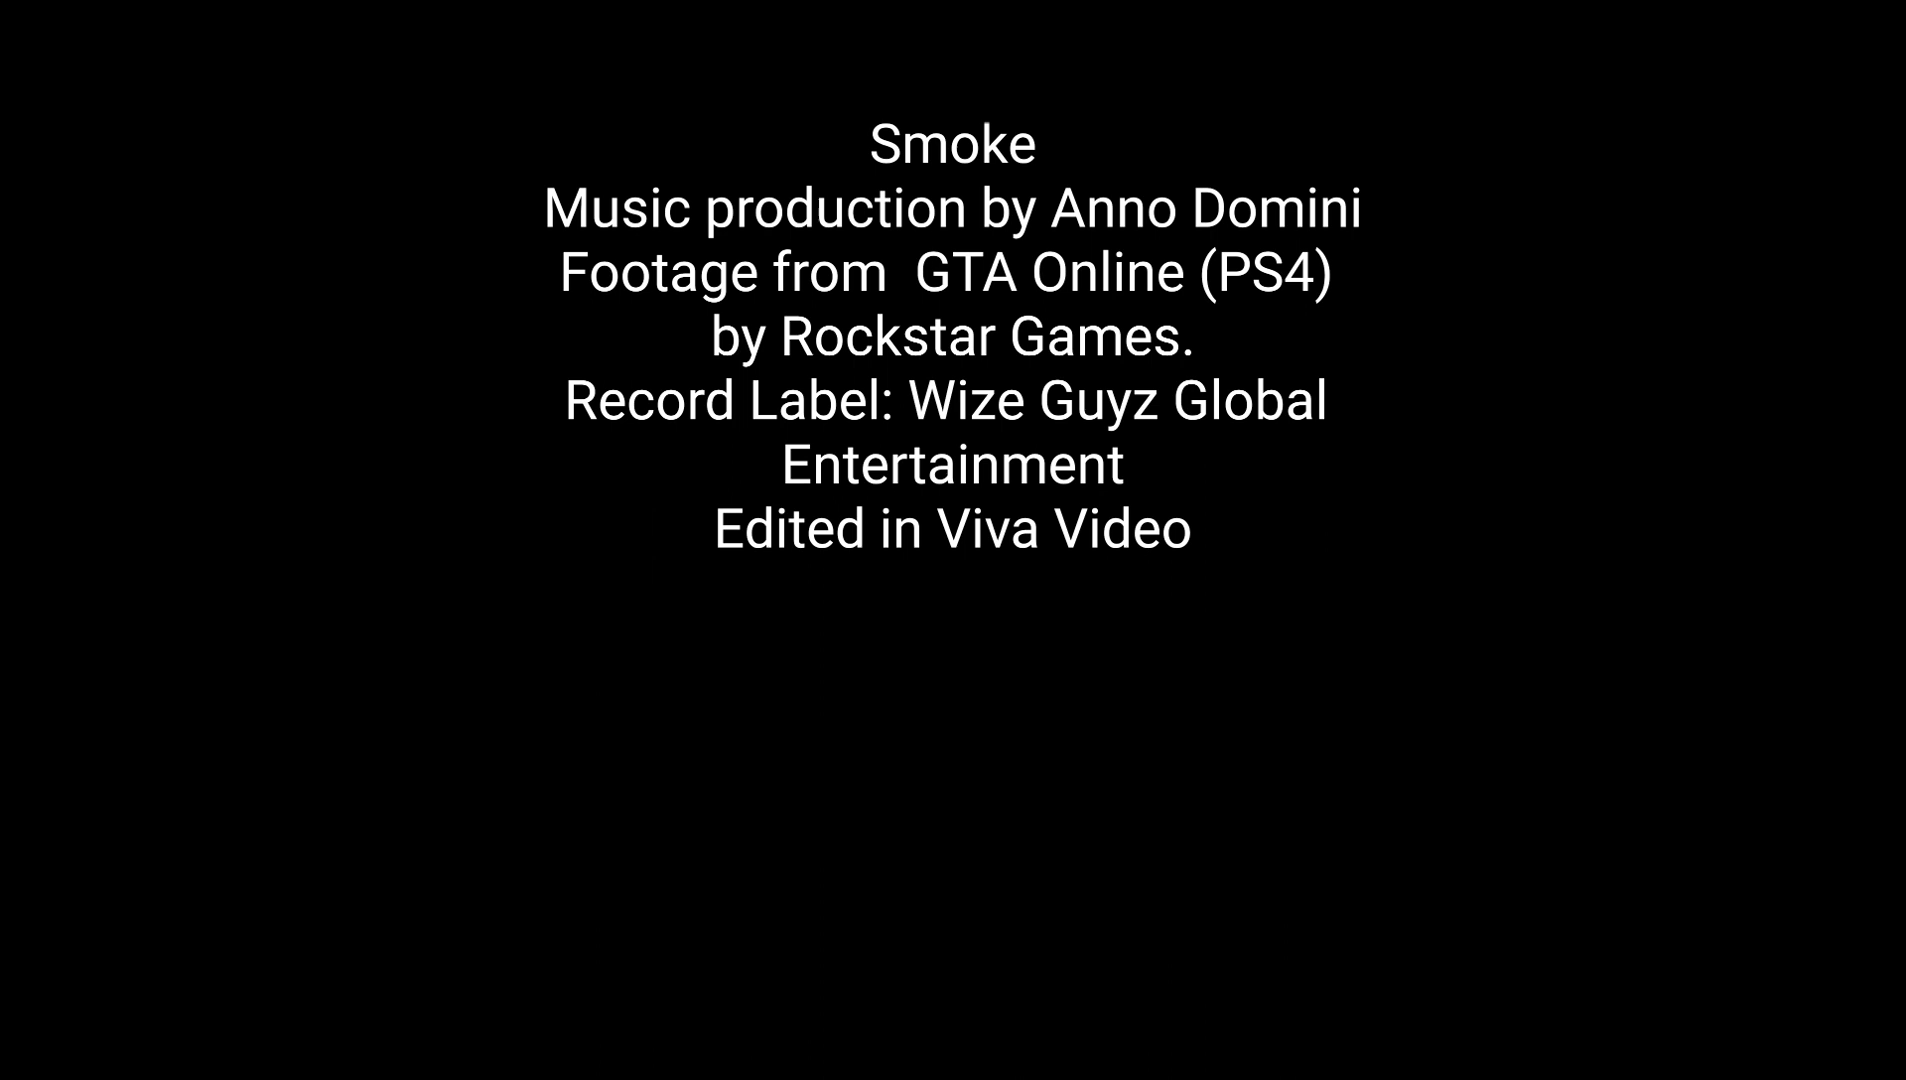 Smoke
Music production by Anno Domini
Footage from  GTA Online (PS4)
by Rockstar Games.
Record Label: Wize Guyz Global
Entertainment
Edited in Viva Video